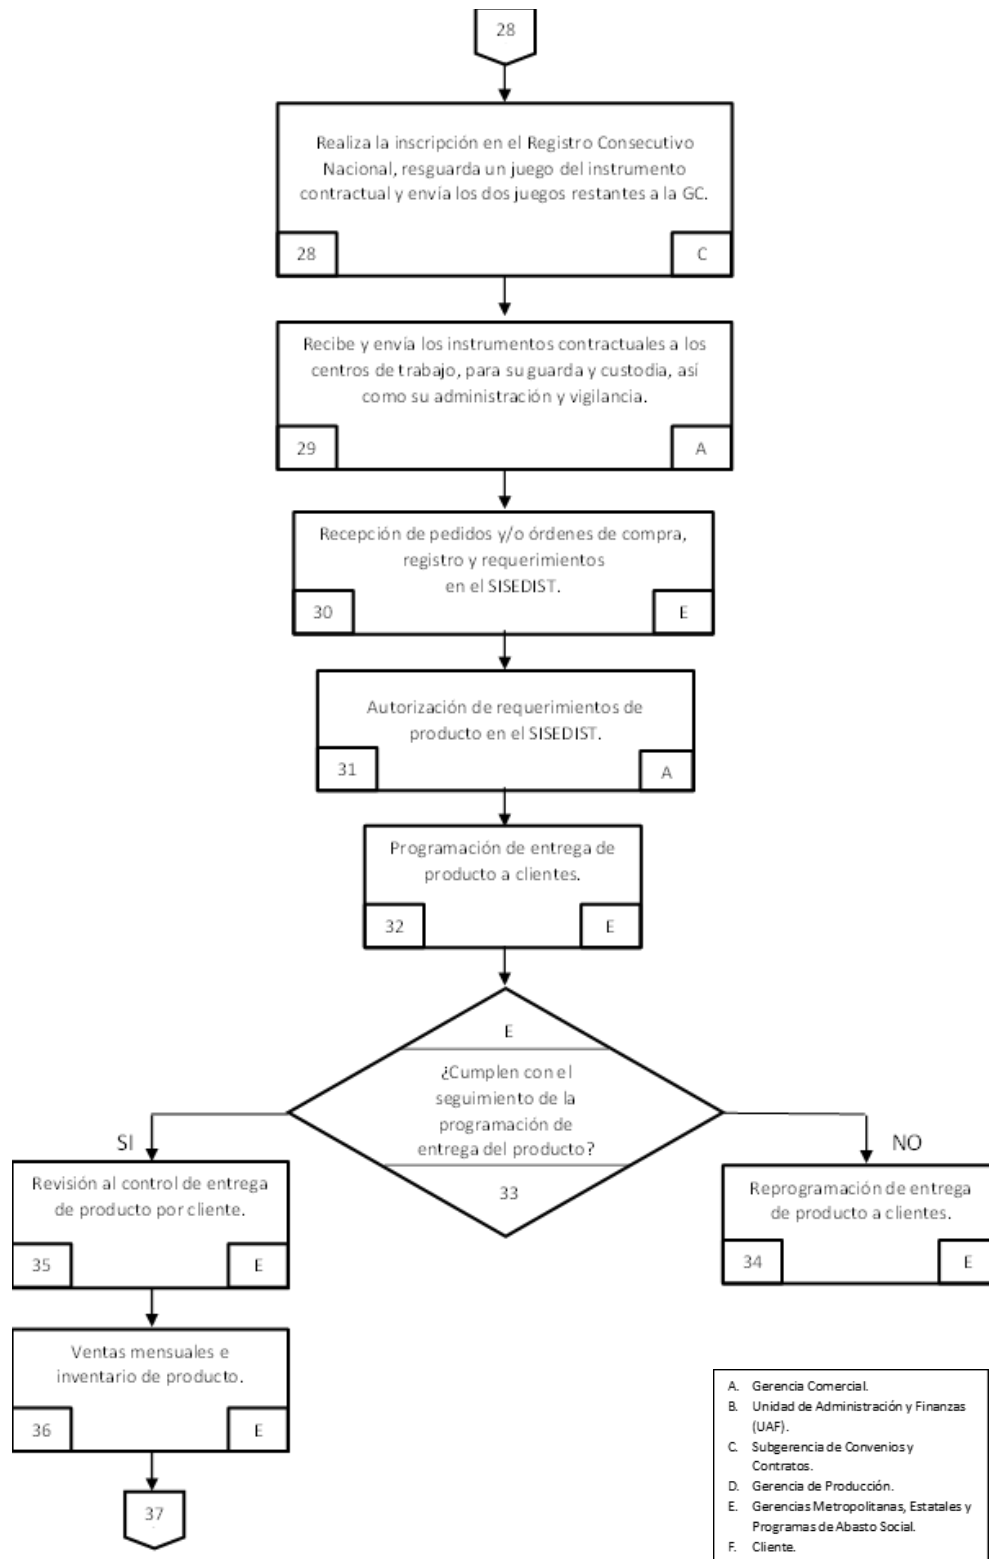 28
Realiza la inscripción en el Registro Consecutivo
Nacional, resguarda un juego del instrumento
contractual y envía los dos juegos restantes a la GC.
28
C
Recibe y envía los instrumentos contractuales a los
centros de trabajo, para su guarda y custodia, así
como su administración y vigilancia.
29
A
Recepción de pedidos y/o órdenes de compra,
registro y requerimientos
en el SISEDIST.
30
E
Autorización de requerimientos de
producto en el SISEDIST.
31
A
Programación de entrega de
producto a clientes.
32
E
E
¿Cumplen con el
seguimiento de la
programación de
entrega del producto?
33
SI
NO
Revisión al control de entrega
de producto por cliente.
35
E
Reprogramación de entrega
de producto a clientes.
34
E
Ventas mensuales e
inventario de producto.
36
E
37
A. Gerencia Comercial.
B. Unidad de Administración y Finanzas
(UAF).
C. Subgerencia de Convenios y
Contratos.
D. Gerencia de Producción.
E. Gerencias Metropolitanas, Estatales y
Programas de Abasto Social.
F. Cliente.